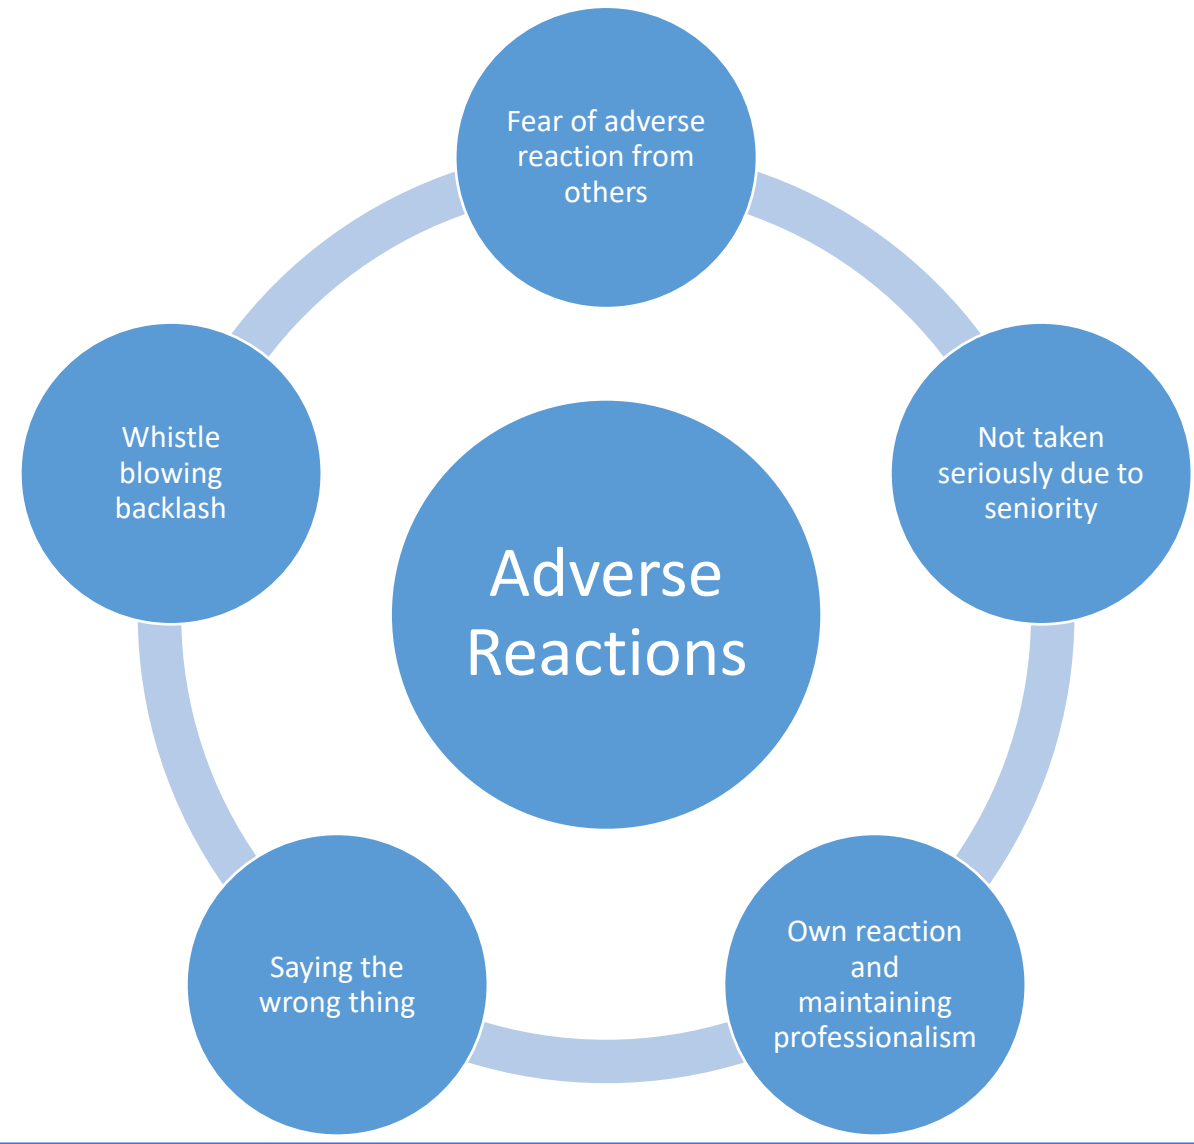 Fear of adverse
reaction from
others
Not taken
seriously due to
seniority
Own reaction
and
maintaining
professionalism
Saying the
wrong thing
Whistle
blowing
backlash
Adverse
Reactions